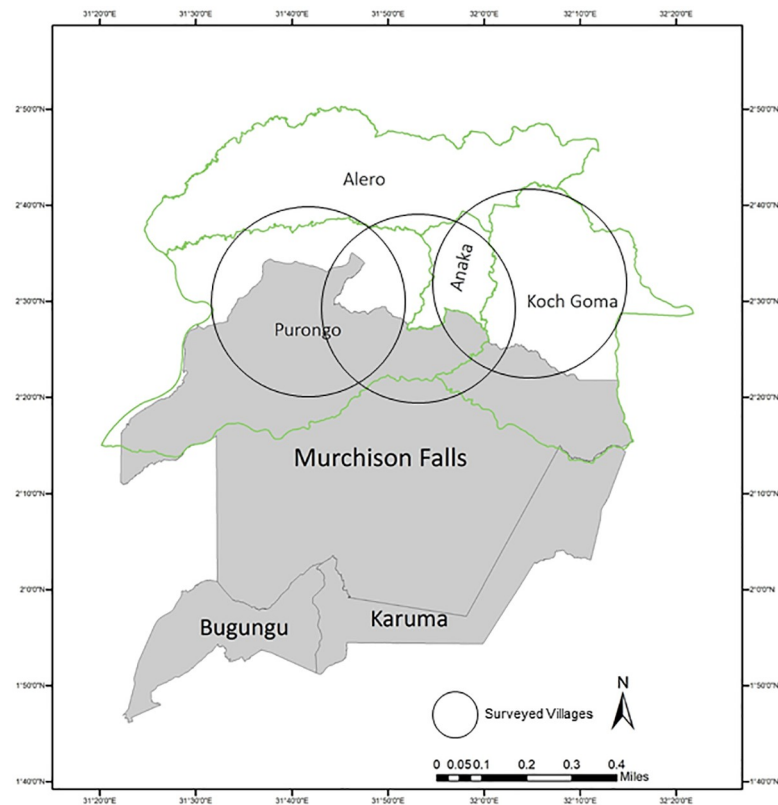 31°20'0"E 31°30'0"E 31°40'0"E 31°50'0"E 32°0'0"E 32°10'0"E 32°20'0"E
2°50'0"N 2°50'0"N
Alero
2°40'0"N 2°40'0"N
Anaka
2°30'0"N Koch Goma 2°30'0"N
Purongo
2°20'0"N 2°20'0"N
Murchison Falls
2°10'0"N 2°10'0"N
2°0'0"N 2°0'0"N
Karuma
Bugungu
1°50'0"N N 1°50'0"N
Surveyed Villages
0 0.05 0.1 0.2 0.3 0.4
Miles
1°40'0"N 1°40'0"N
31°20'0"E 31°30'0"E 31°40'0"E 31°50'0"E 32°0'0"E 32°10'0"E 32°20'0"E